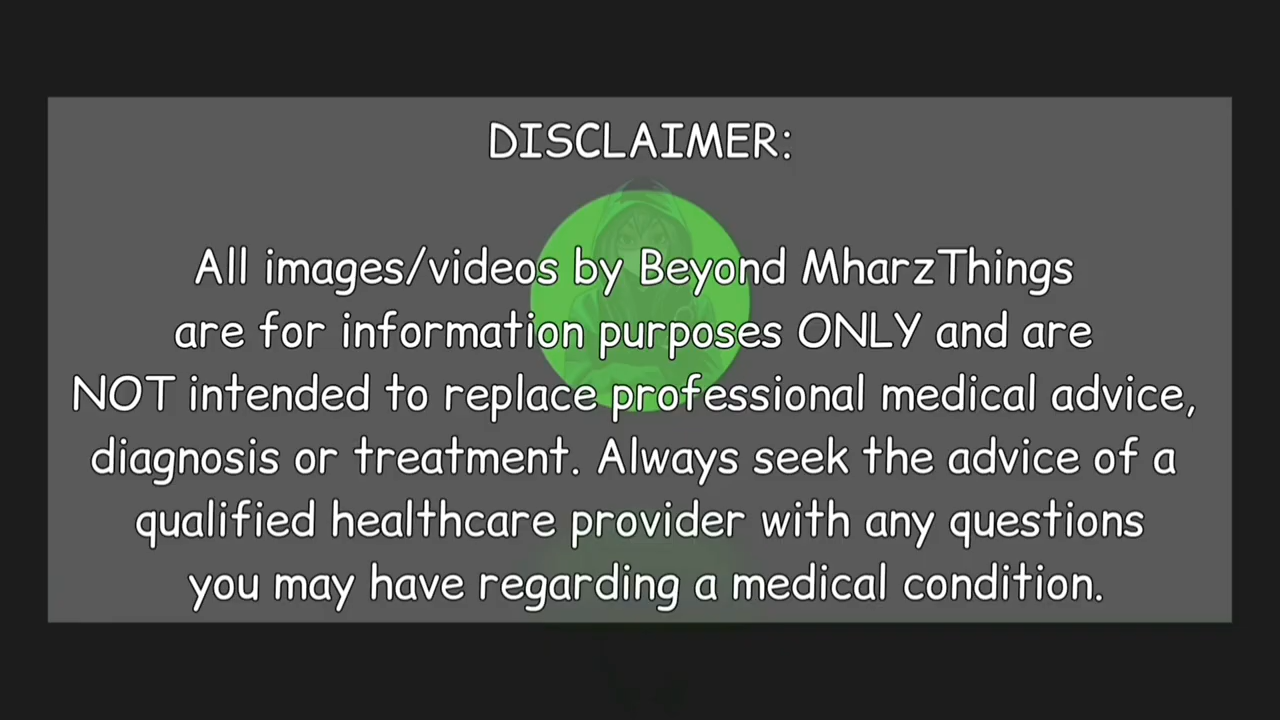 DISCLAIMER:
All images/videos by Beyond MharzThings
are for information purposes ONLY and are
NOT intended to replace professional medical advice,
diagnosis or treatment. Always seek the advice of a
qualified healthcare provider with any questions
you may have regarding a medical condition.